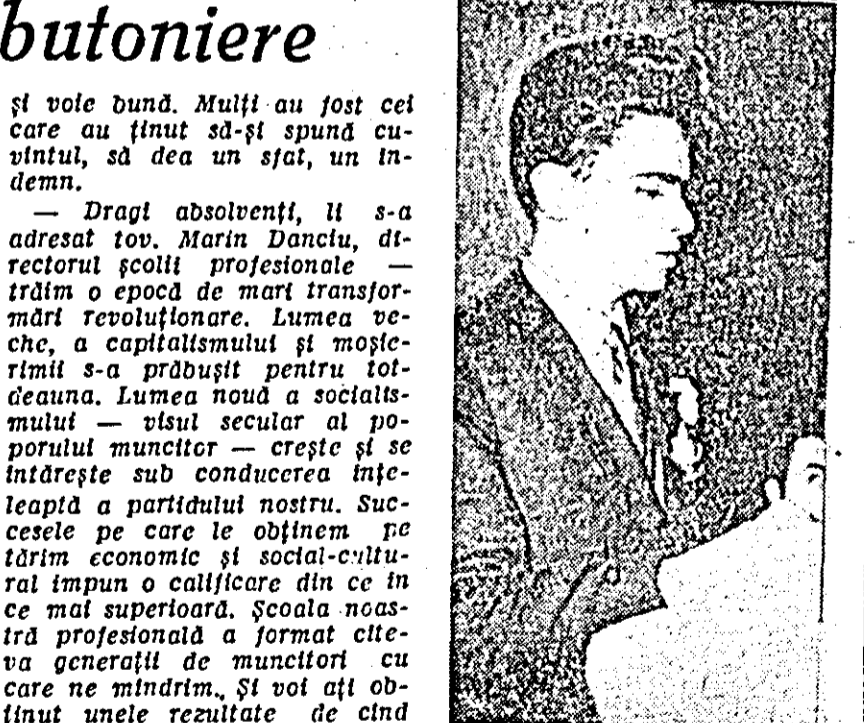 butoniere
și voie bună. Mulți au fost cei
care au ținut să-și spună cu-
vîntul, să dea un sfat, un în-
demn.
— Dragi absolvenți, li s-a
adresat tov. Marin Danciu, di-
rectorul școlii profesionale —
trăim o epocă de mari transfor-
mări revoluționare. Lumea ve-
che, a capitalismului și moșie-
rimii s-a prăbușit pentru tot-
deauna. Lumea nouă a socialis-
mului — visul secular al po-
porului muncitor — crește și se
întărește sub conducerea înțe-
leaptă a partidului nostru. Suc-
cesele pe care le obținem pe
tărîm economic și social-cultu-
ral impun o calificare din ce în
ce mai superioară. Școala noas-
tră profesională a format cîte-
va generații de muncitori cu
care ne mîndrim. Și voi ați ob-
ținut unele rezultate de cînd